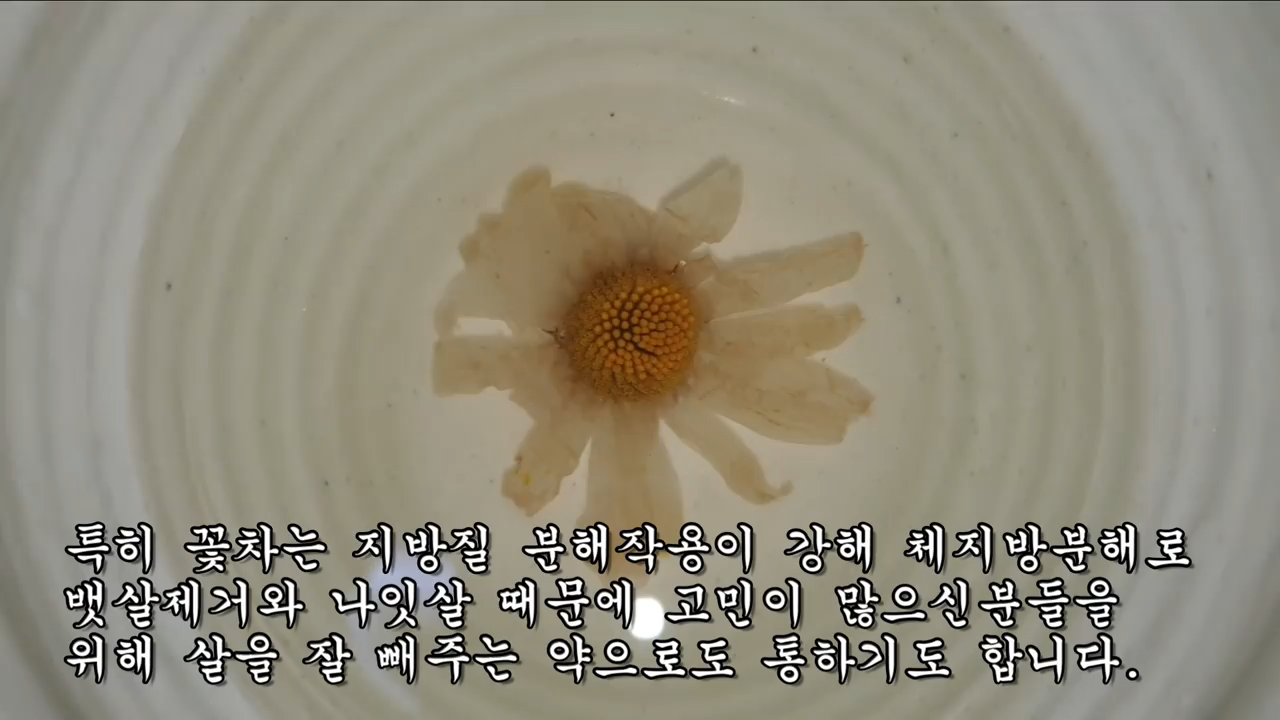 특히 꽃차는 지방질 분해작용이 강해 체지방분해로
뱃살제거와 나잇살 때문에 고민이 많으신분들을
위해 살을 잘 빼주는 약으로도 통하기도 합니다.